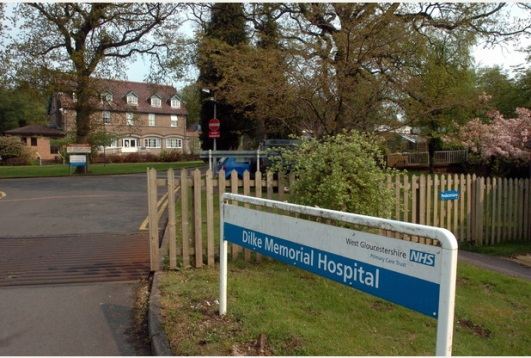 West Gloucestershire NHS
Primary Care Trust
Dilke Memorial Hospital